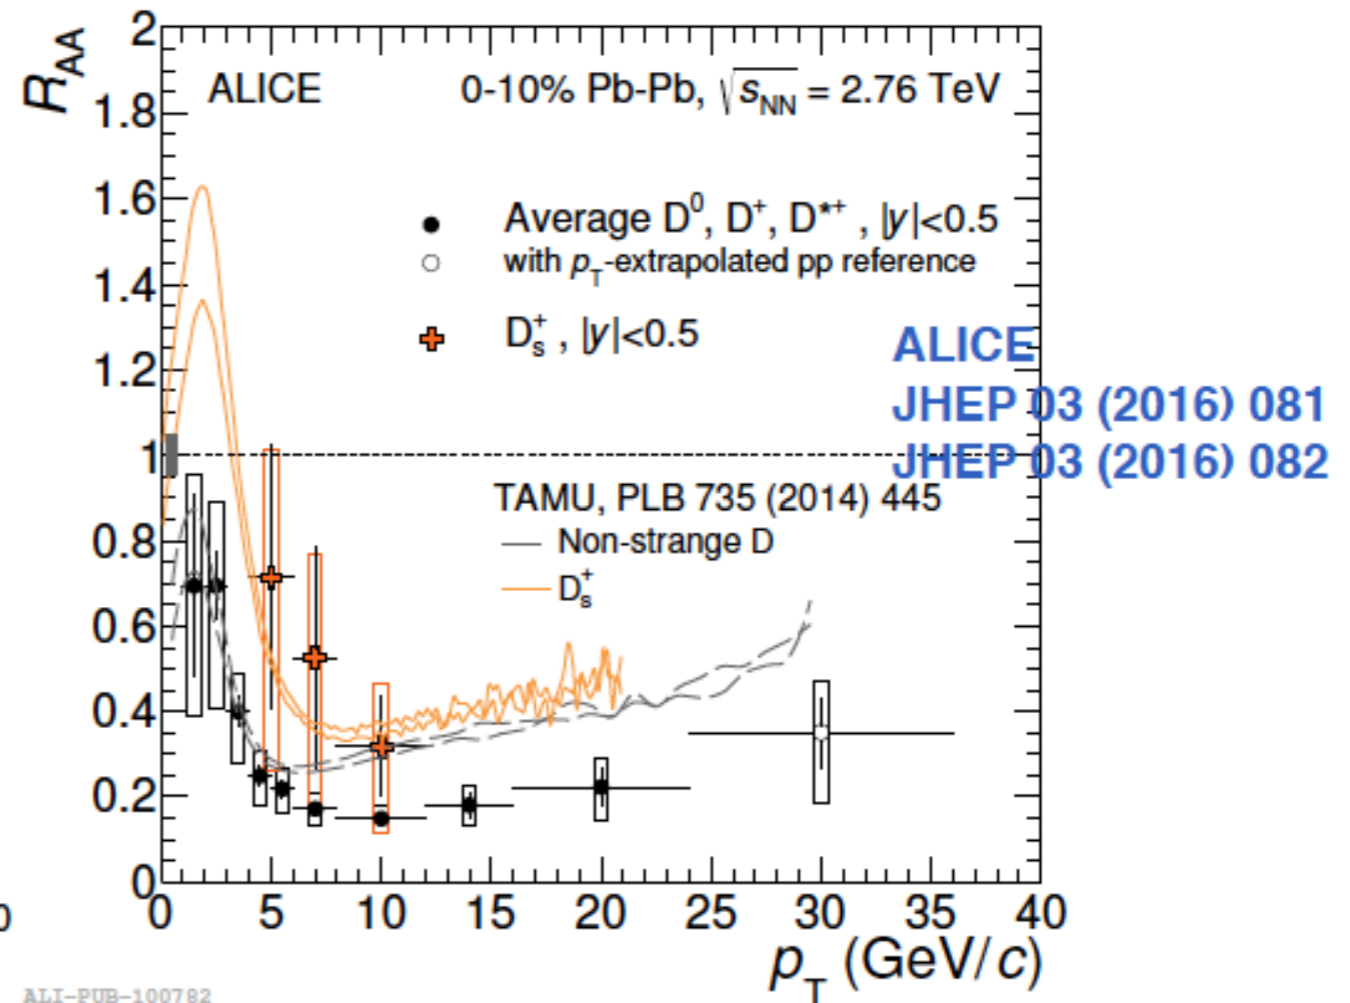 R_AA
2
1.8
1.6
1.4
1.2
1
0.8
0.6
0.4
0.2
0
ALICE 0-10% Pb-Pb, √s_NN = 2.76 TeV
Average D⁰, D⁺, D*⁺ , |y|<0.5
with p_T-extrapolated pp reference
D_s⁺ , |y|<0.5
ALICE
JHEP 03 (2016) 081
JHEP 03 (2016) 082
TAMU, PLB 735 (2014) 445
Non-strange D
D_s⁺
0 5 10 15 20 25 30 35 40
p_T (GeV/c)
0
ALI-PUB-100782